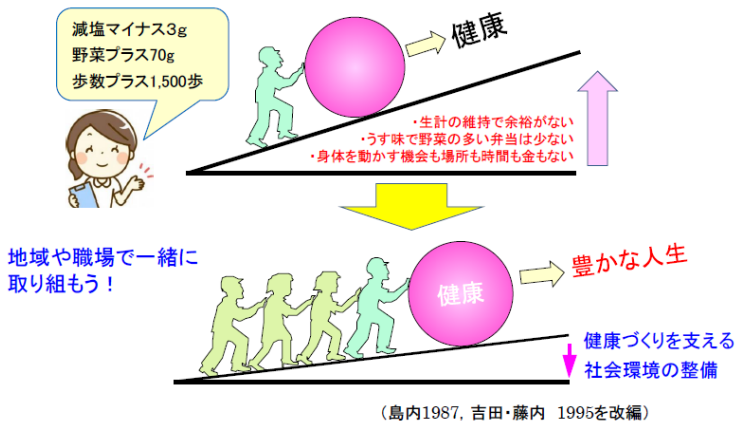 減塩マイナス３g
野菜プラス70g
歩数プラス1,500歩
健康
・生計の維持で余裕がない
・うす味で野菜の多い弁当は少ない
・身体を動かす機会も場所も時間も金もない
地域や職場で一緒に
取り組もう！
健康
豊かな人生
健康づくりを支える
社会環境の整備
（島内1987, 吉田・藤内 1995を改編）